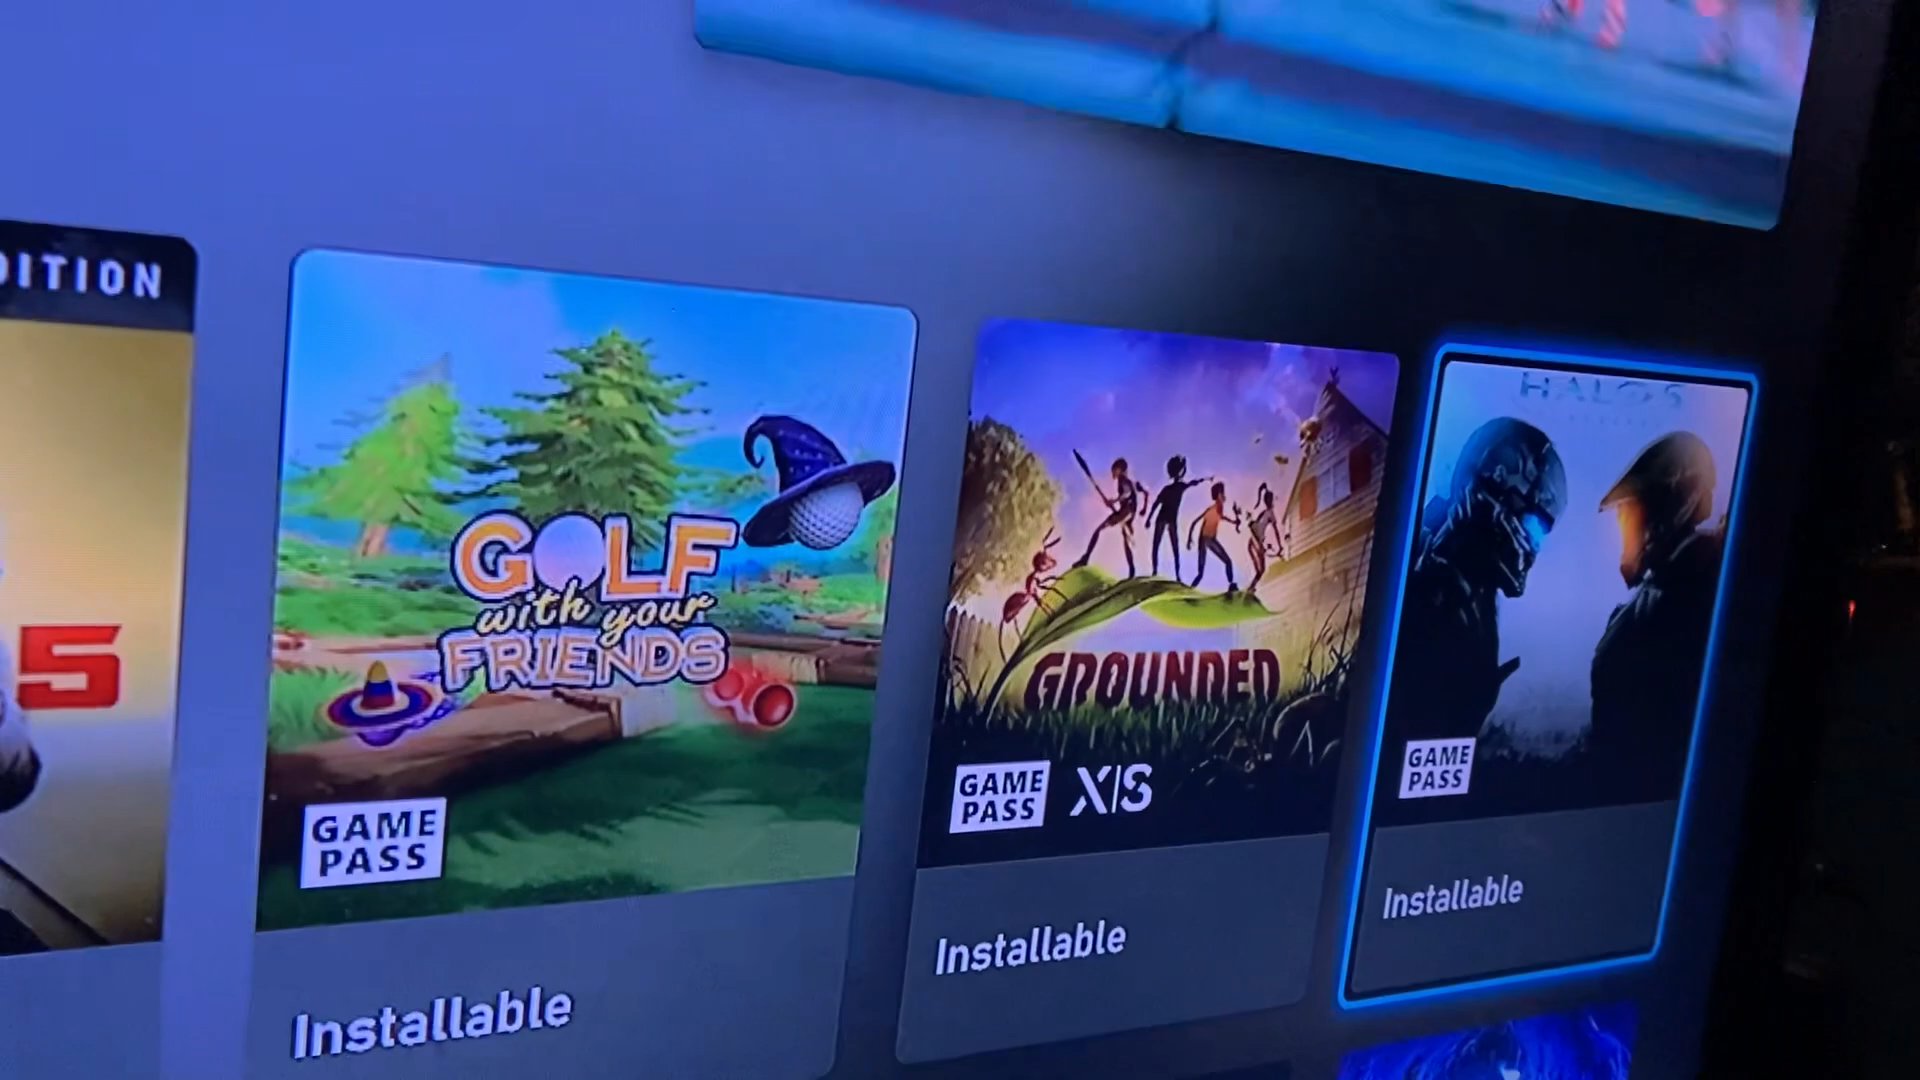 DITION
5
GOLF
with your
FRIENDS
GAME
PASS
Installable
GROUNDED
GAME
PASS
X|S
Installable
HALO 5
GAME
PASS
Installable